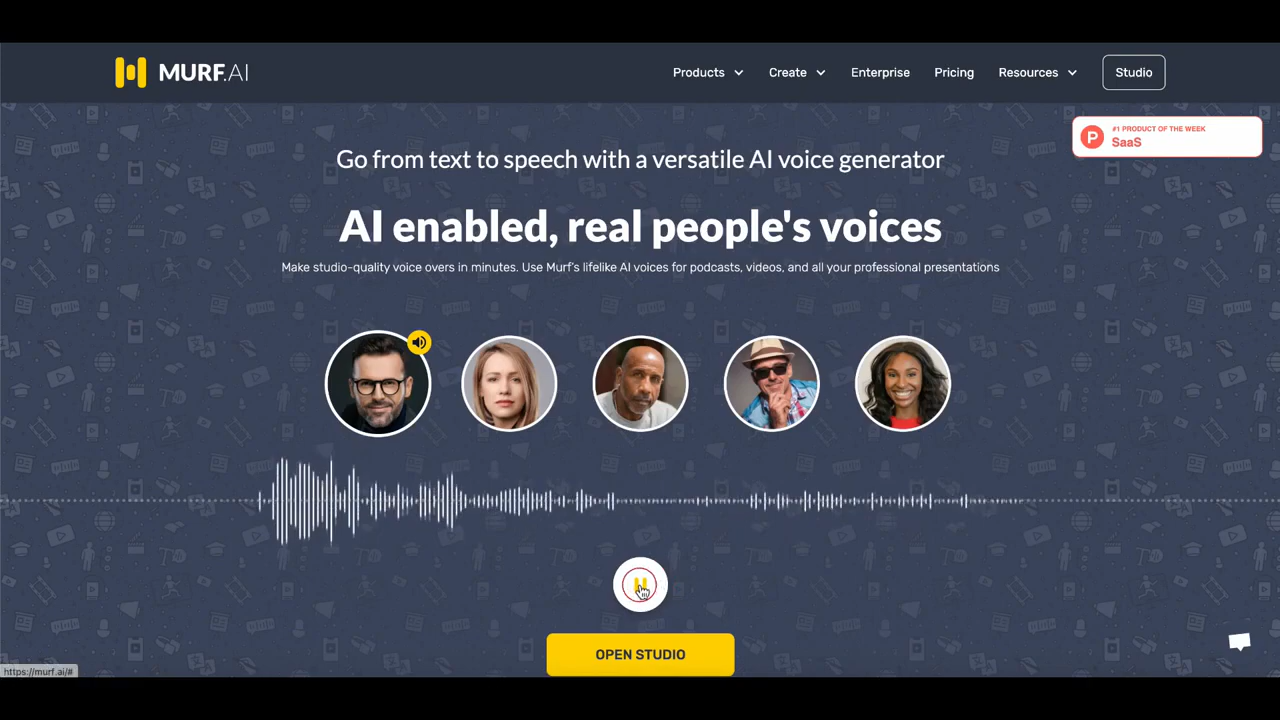 MURF.AI
Products Create Enterprise Pricing Resources Studio
#1 PRODUCT OF THE WEEK
P SaaS
Go from text to speech with a versatile AI voice generator
AI enabled, real people's voices
Make studio-quality voice overs in minutes. Use Murf's lifelike AI voices for podcasts, videos, and all your professional presentations
OPEN STUDIO
https://murf.ai/#